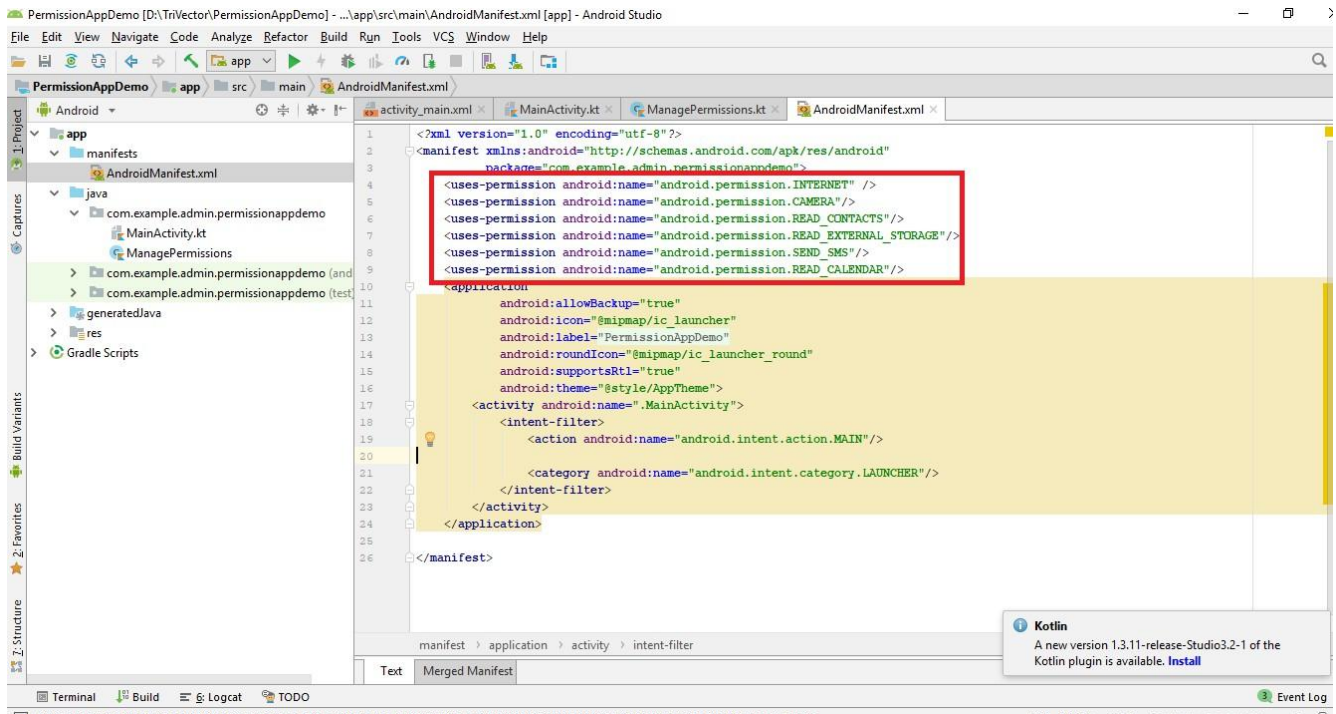 PermissionAppDemo [D:\TriVector\PermissionAppDemo] - ...\app\src\main\AndroidManifest.xml [app] - Android Studio
File Edit View Navigate Code Analyze Refactor Build Run Tools VCS Window Help
app
PermissionAppDemo app src main AndroidManifest.xml
Android
activity_main.xml MainActivity.kt ManagePermissions.kt AndroidManifest.xml
1: Project
Captures
Build Variants
2: Favorites
7: Structure
app
manifests
AndroidManifest.xml
java
com.example.admin.permissionappdemo
MainActivity.kt
ManagePermissions
com.example.admin.permissionappdemo (and
com.example.admin.permissionappdemo (test
generatedJava
res
Gradle Scripts
1 <?xml version="1.0" encoding="utf-8"?>
2 <manifest xmlns:android="http://schemas.android.com/apk/res/android"
3 package="com.example.admin.permissionappdemo">
4 <uses-permission android:name="android.permission.INTERNET" />
5 <uses-permission android:name="android.permission.CAMERA"/>
6 <uses-permission android:name="android.permission.READ_CONTACTS"/>
7 <uses-permission android:name="android.permission.READ_EXTERNAL_STORAGE"/>
8 <uses-permission android:name="android.permission.SEND_SMS"/>
9 <uses-permission android:name="android.permission.READ_CALENDAR"/>
10 <application
11 android:allowBackup="true"
12 android:icon="@mipmap/ic_launcher"
13 android:label="PermissionAppDemo"
14 android:roundIcon="@mipmap/ic_launcher_round"
15 android:supportsRtl="true"
16 android:theme="@style/AppTheme">
17 <activity android:name=".MainActivity">
18 <intent-filter>
19 <action android:name="android.intent.action.MAIN"/>
20
21 <category android:name="android.intent.category.LAUNCHER"/>
22 </intent-filter>
23 </activity>
24 </application>
25
26 </manifest>
manifest › application › activity › intent-filter
Text Merged Manifest
Kotlin
A new version 1.3.11-release-Studio3.2-1 of the
Kotlin plugin is available. Install
Terminal Build 6: Logcat TODO 3 Event Log